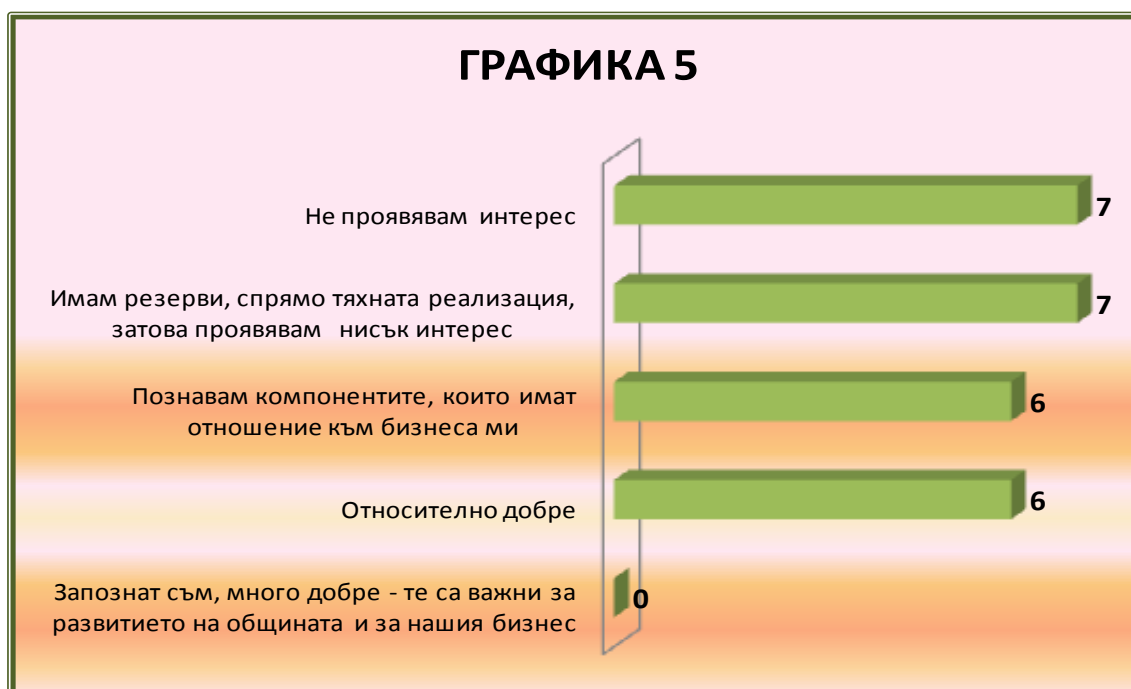 ГРАФИКА 5
Не проявявам интерес
7
Имам резерви, спрямо тяхната реализация,
затова проявявам нисък интерес
7
Познавам компонентите, които имат
отношение към бизнеса ми
6
Относително добре
6
Запознат съм, много добре - те са важни за
развитието на общината и за нашия бизнес
0